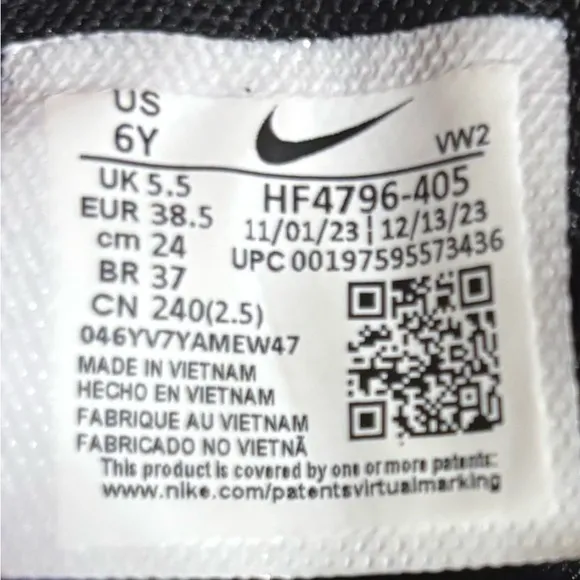 US
6Y
VW2
UK 5.5
EUR 38.5
cm 24
BR 37
CN 240(2.5)
HF4796-405
11/01/23 | 12/13/23
UPC 00197595573436
046YV7YAMEW47
MADE IN VIETNAM
HECHO EN VIETNAM
FABRIQUE AU VIETNAM
FABRICADO NO VIETNÃ
This product is covered by one or more patents:
www.nike.com/patentsvirtualmarking